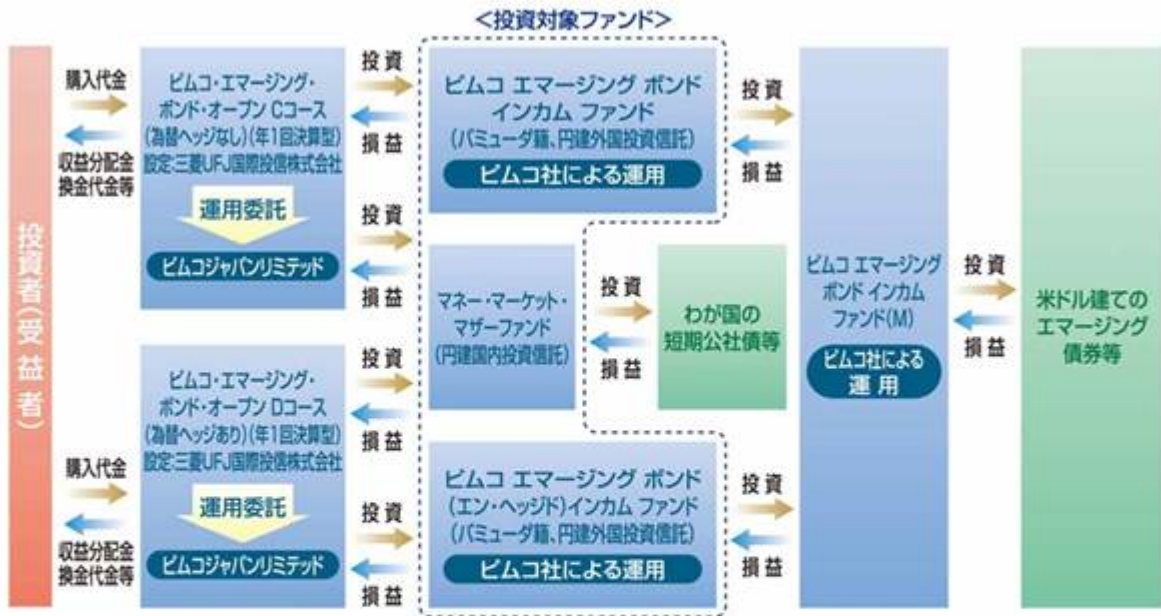 ＜投資対象ファンド＞
投資者（受益者）
購入代金
収益分配金
換金代金等
ピムコ・エマージング・
ボンド・オープン Cコース
(為替ヘッジなし)(年1回決算型)
設定:三菱UFJ国際投信株式会社
運用委託
ピムコジャパンリミテッド
投資
損益
投資
損益
ピムコ エマージング ボンド
インカム ファンド
(バミューダ籍、円建外国投資信託)
ピムコ社による運用
投資
損益
マネー・マーケット・
マザーファンド
(円建国内投資信託)
投資
損益
わが国の
短期公社債等
購入代金
収益分配金
換金代金等
ピムコ・エマージング・
ボンド・オープン Dコース
(為替ヘッジあり)(年1回決算型)
設定:三菱UFJ国際投信株式会社
運用委託
ピムコジャパンリミテッド
投資
損益
投資
損益
ピムコ エマージング ボンド
(エン・ヘッジド)インカム ファンド
(バミューダ籍、円建外国投資信託)
ピムコ社による運用
投資
損益
ピムコ エマージング
ボンド インカム
ファンド(M)
ピムコ社による
運用
投資
損益
米ドル建ての
エマージング
債券等